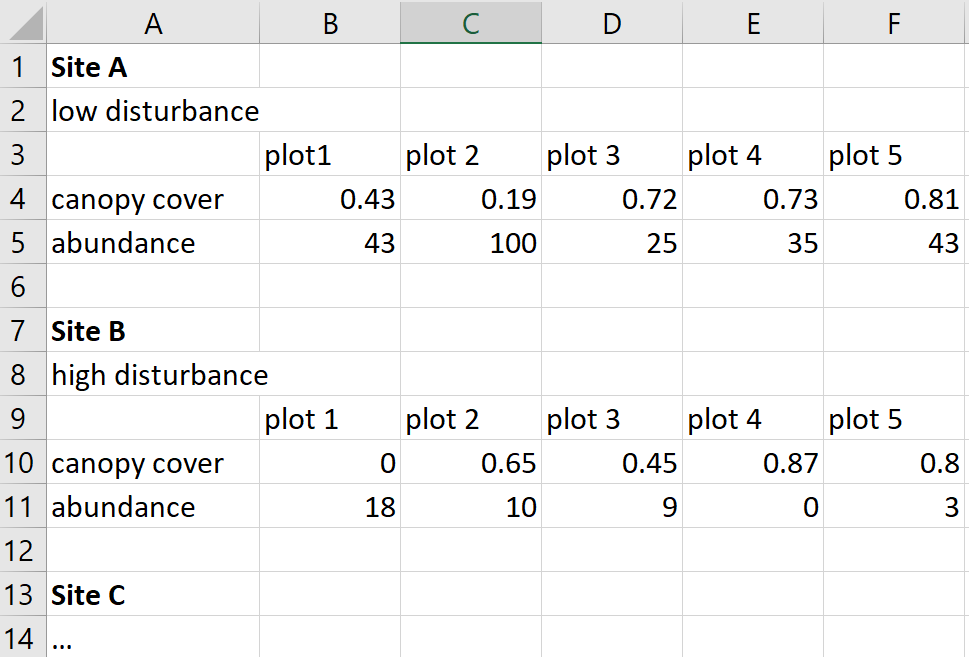 A B C D E F
1 Site A
2 low disturbance
3 plot1 plot 2 plot 3 plot 4 plot 5
4 canopy cover 0.43 0.19 0.72 0.73 0.81
5 abundance 43 100 25 35 43
6
7 Site B
8 high disturbance
9 plot 1 plot 2 plot 3 plot 4 plot 5
10 canopy cover 0 0.65 0.45 0.87 0.8
11 abundance 18 10 9 0 3
12
13 Site C
14 ...